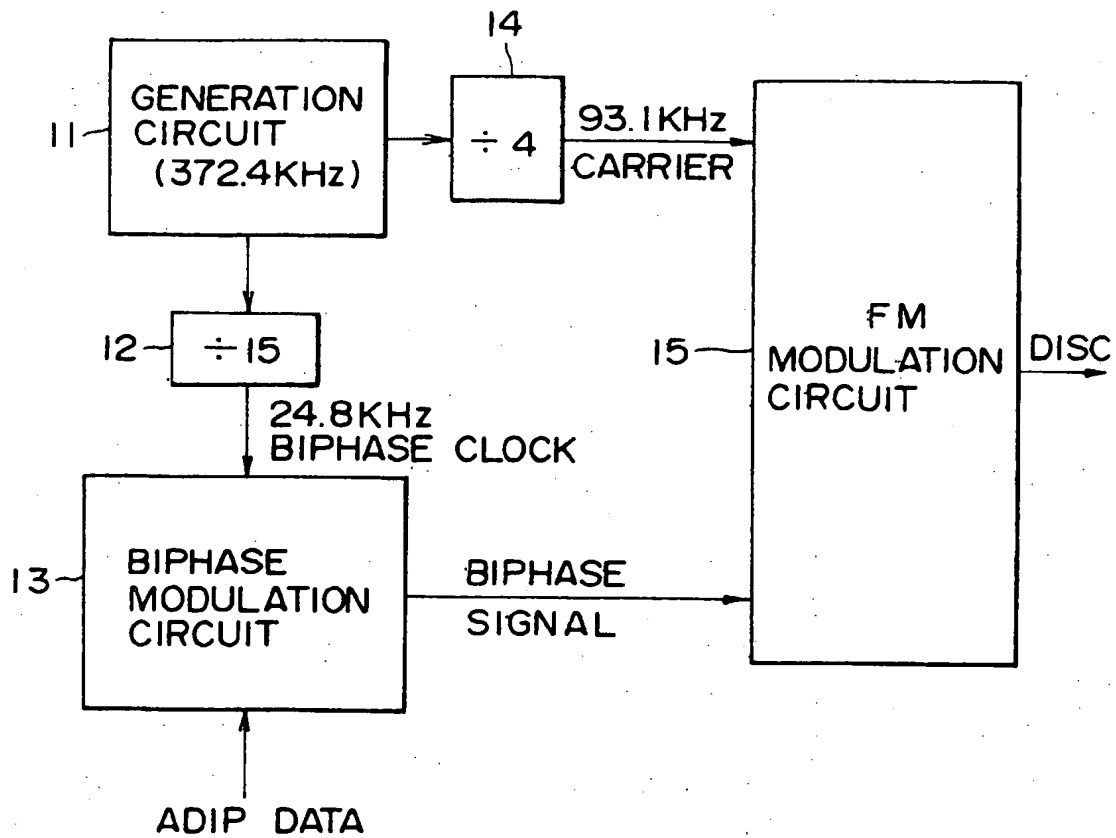 14
GENERATION
CIRCUIT
(372.4KHz)
11
÷ 4
93.1KHz
CARRIER
12
÷ 15
24.8KHz
BIPHASE CLOCK
15
FM
MODULATION
CIRCUIT
DISC
13
BIPHASE
MODULATION
CIRCUIT
BIPHASE
SIGNAL
ADIP DATA